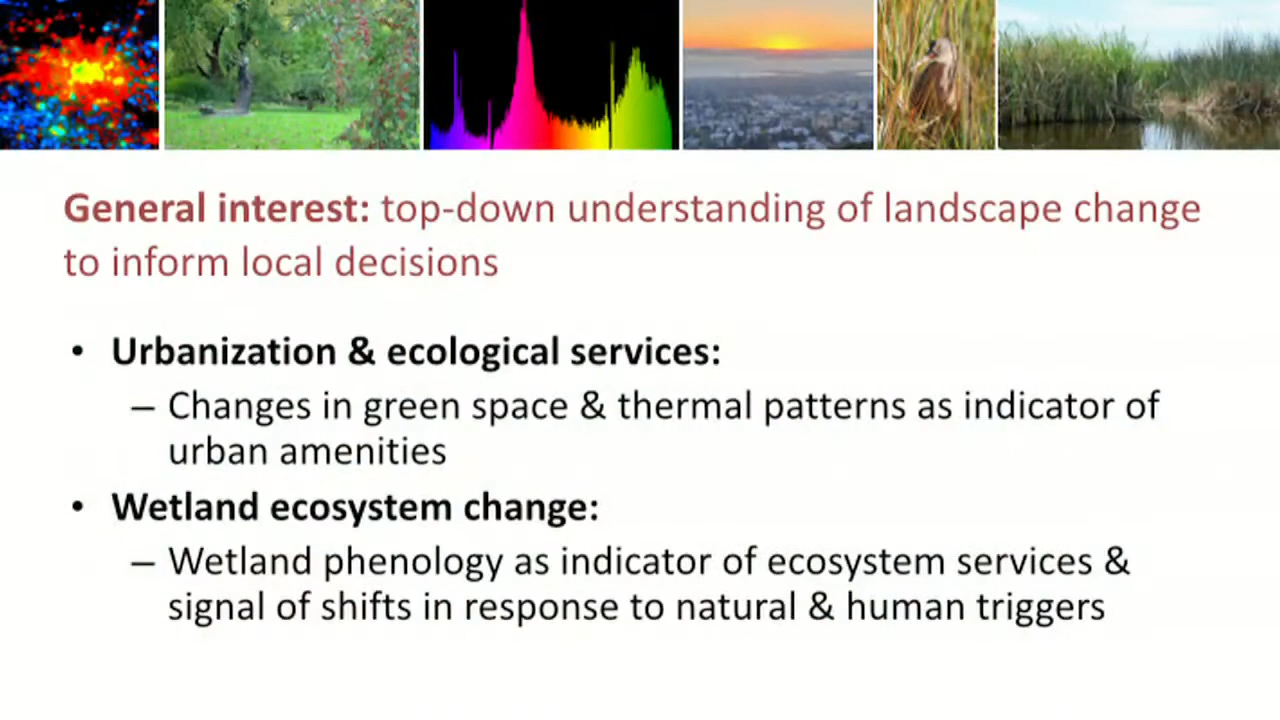 General interest: top-down understanding of landscape change
to inform local decisions
• Urbanization & ecological services:
– Changes in green space & thermal patterns as indicator of
urban amenities
• Wetland ecosystem change:
– Wetland phenology as indicator of ecosystem services &
signal of shifts in response to natural & human triggers